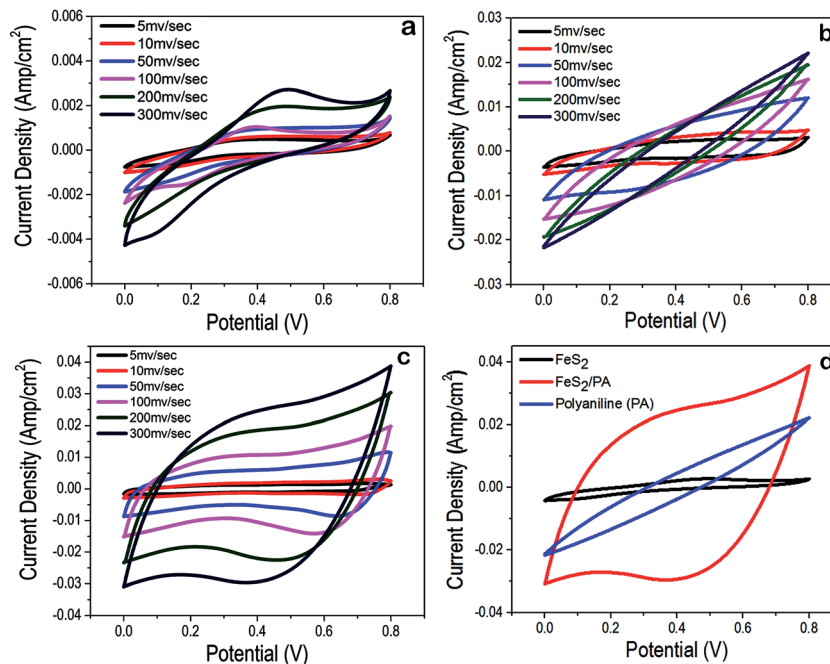 a
5mv/sec
10mv/sec
50mv/sec
100mv/sec
200mv/sec
300mv/sec
0.006
0.004
0.002
0.000
-0.002
-0.004
-0.006
Current Density (Amp/cm²)
0.0 0.2 0.4 0.6 0.8
Potential (V)
b
5mv/sec
10mv/sec
50mv/sec
100mv/sec
200mv/sec
300mv/sec
0.03
0.02
0.01
0.00
-0.01
-0.02
-0.03
Current Density (Amp/cm²)
0.0 0.2 0.4 0.6 0.8
Potential (V)
c
5mv/sec
10mv/sec
50mv/sec
100mv/sec
200mv/sec
300mv/sec
0.04
0.03
0.02
0.01
0.00
-0.01
-0.02
-0.03
-0.04
Current Density (Amp/cm²)
0.0 0.2 0.4 0.6 0.8
Potential (V)
d
FeS₂
FeS₂/PA
Polyaniline (PA)
0.04
0.02
0.00
-0.02
-0.04
Current Density (Amp/cm²)
0.0 0.2 0.4 0.6 0.8
Potential (V)